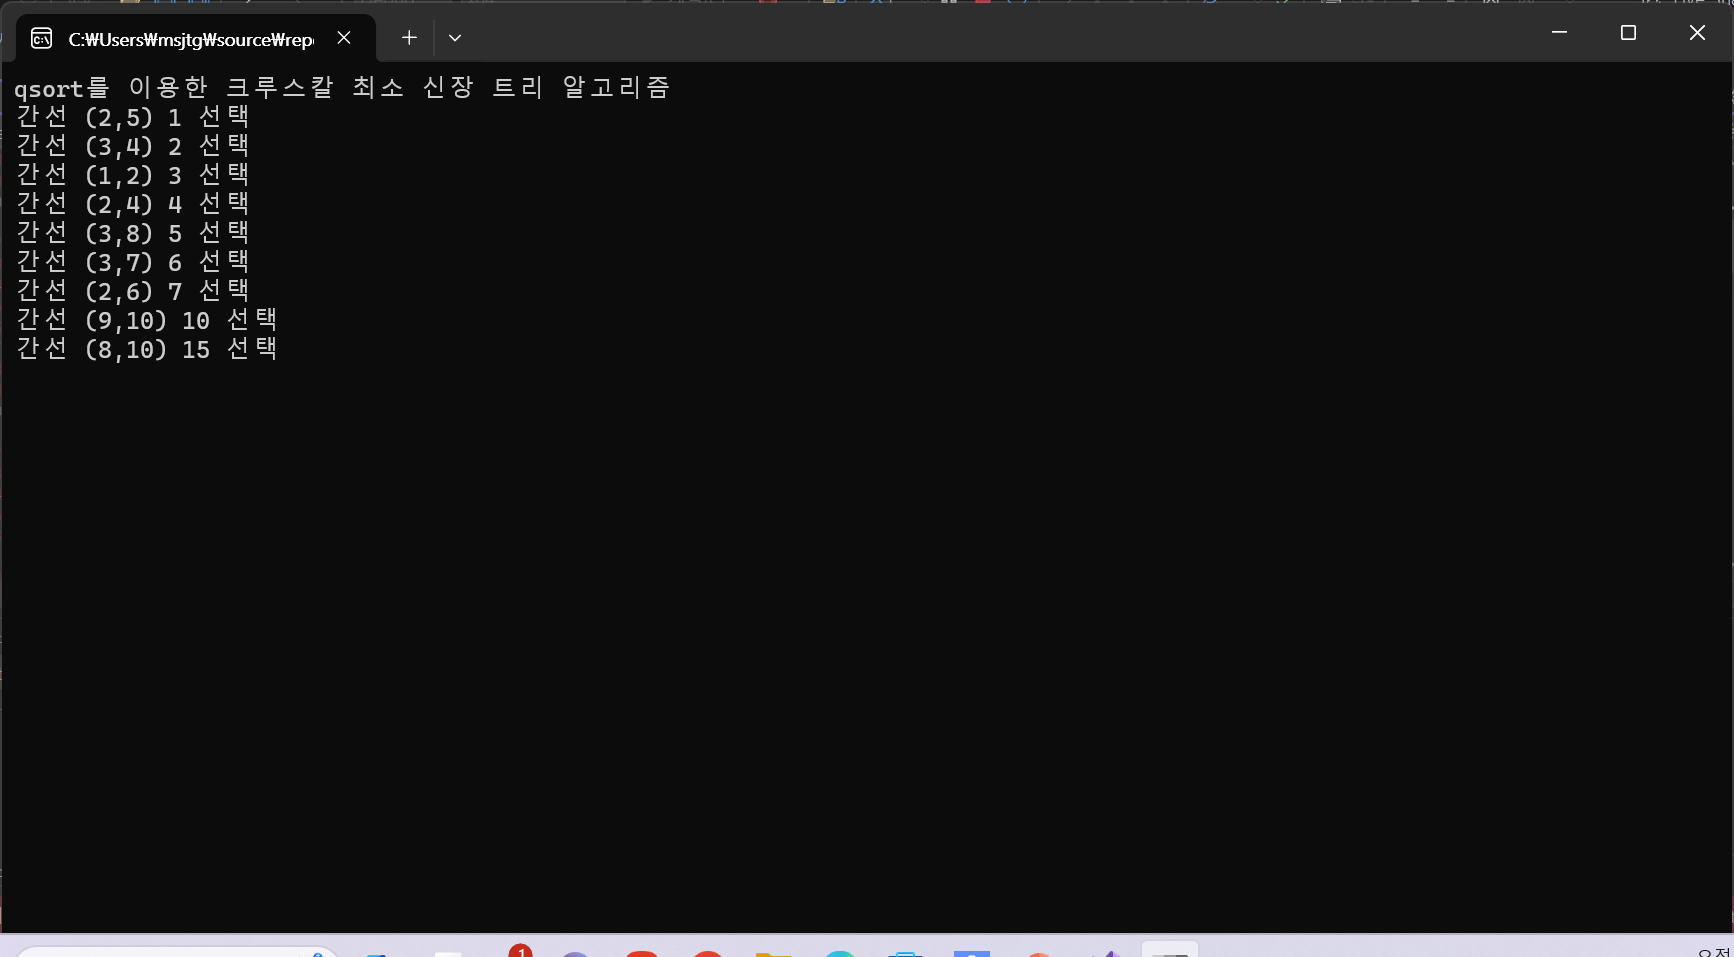 C:₩Users₩msjtg₩source₩rep
qsort를 이용한 크루스칼 최소 신장 트리 알고리즘
간선 (2,5) 1 선택
간선 (3,4) 2 선택
간선 (1,2) 3 선택
간선 (2,4) 4 선택
간선 (3,8) 5 선택
간선 (3,7) 6 선택
간선 (2,6) 7 선택
간선 (9,10) 10 선택
간선 (8,10) 15 선택
1